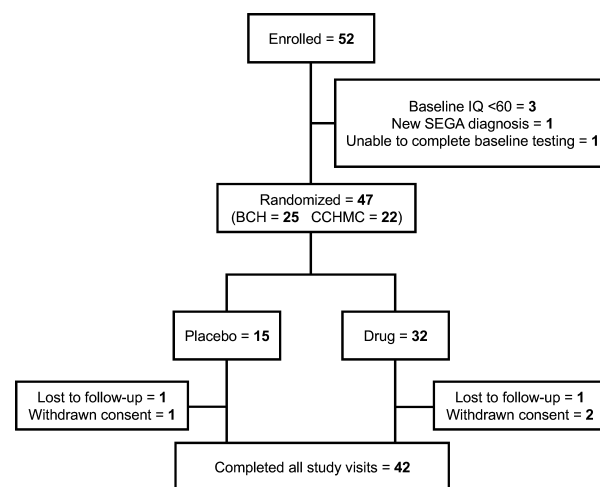 Enrolled = 52
Baseline IQ <60 = 3
New SEGA diagnosis = 1
Unable to complete baseline testing = 1
Randomized = 47
(BCH = 25 CCHMC = 22)
Placebo = 15
Drug = 32
Lost to follow-up = 1
Withdrawn consent = 1
Lost to follow-up = 1
Withdrawn consent = 2
Completed all study visits = 42